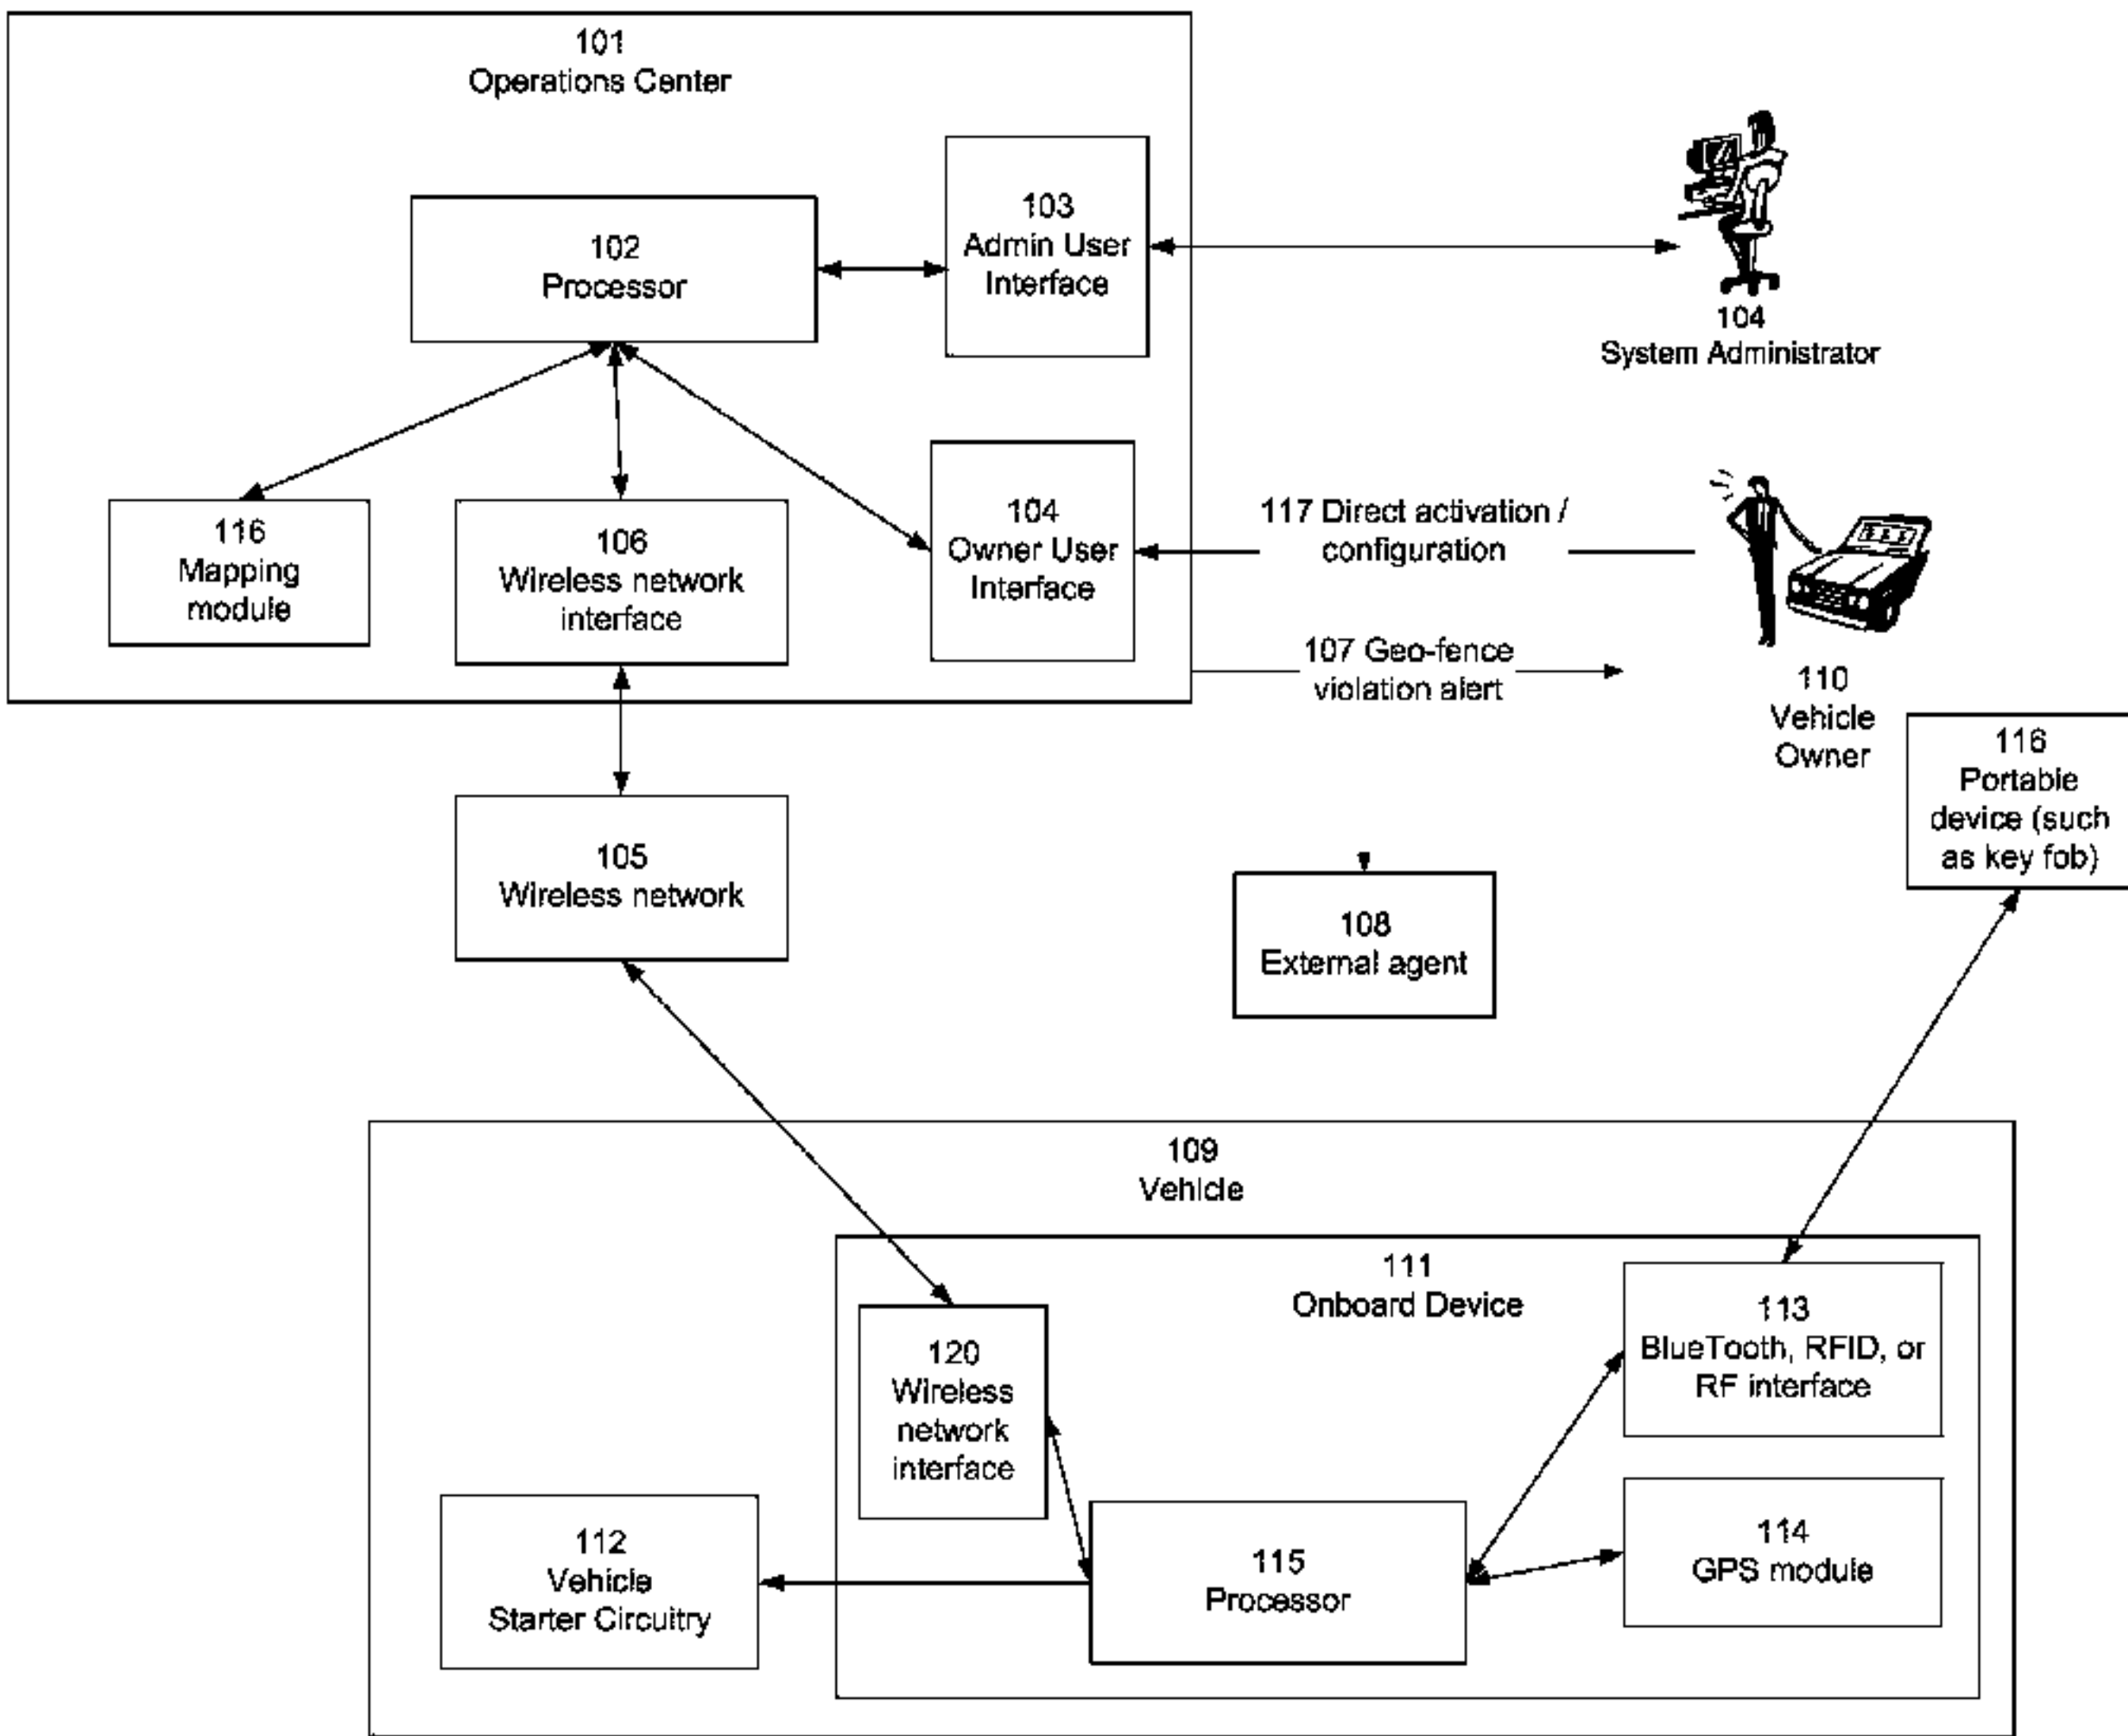 101
Operations Center
102
Processor
103
Admin User
Interface
104
System Administrator
116
Mapping
module
106
Wireless network
interface
104
Owner User
Interface
117 Direct activation /
configuration
107 Geo-fence
violation alert
110
Vehicle
Owner
116
Portable
device (such
as key fob)
105
Wireless network
108
External agent
109
Vehicle
111
Onboard Device
120
Wireless
network
interface
113
BlueTooth, RFID, or
RF interface
112
Vehicle
Starter Circuitry
115
Processor
114
GPS module